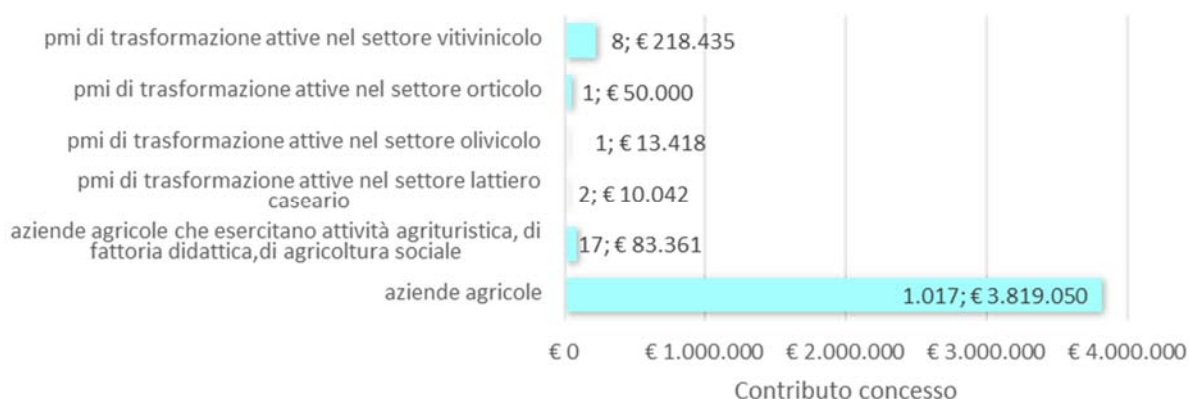 pmi di trasformazione attive nel settore vitivinicolo
8; € 218.435
pmi di trasformazione attive nel settore orticolo
1; € 50.000
pmi di trasformazione attive nel settore olivicolo
1; € 13.418
pmi di trasformazione attive nel settore lattiero
caseario
2; € 10.042
aziende agricole che esercitano attività agrituristica, di
fattoria didattica,di agricoltura sociale
17; € 83.361
aziende agricole
1.017; € 3.819.050
€ 0 € 1.000.000 € 2.000.000 € 3.000.000 € 4.000.000
Contributo concesso